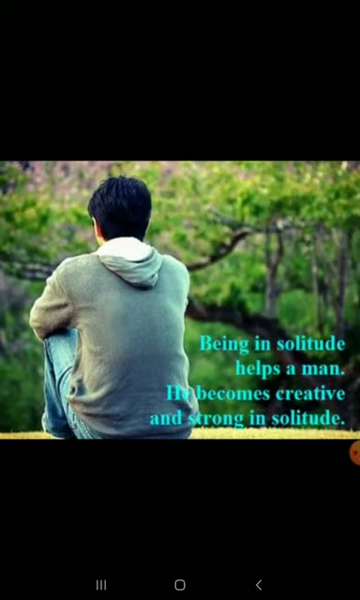 Being in solitude
helps a man.
He becomes creative
and strong in solitude.